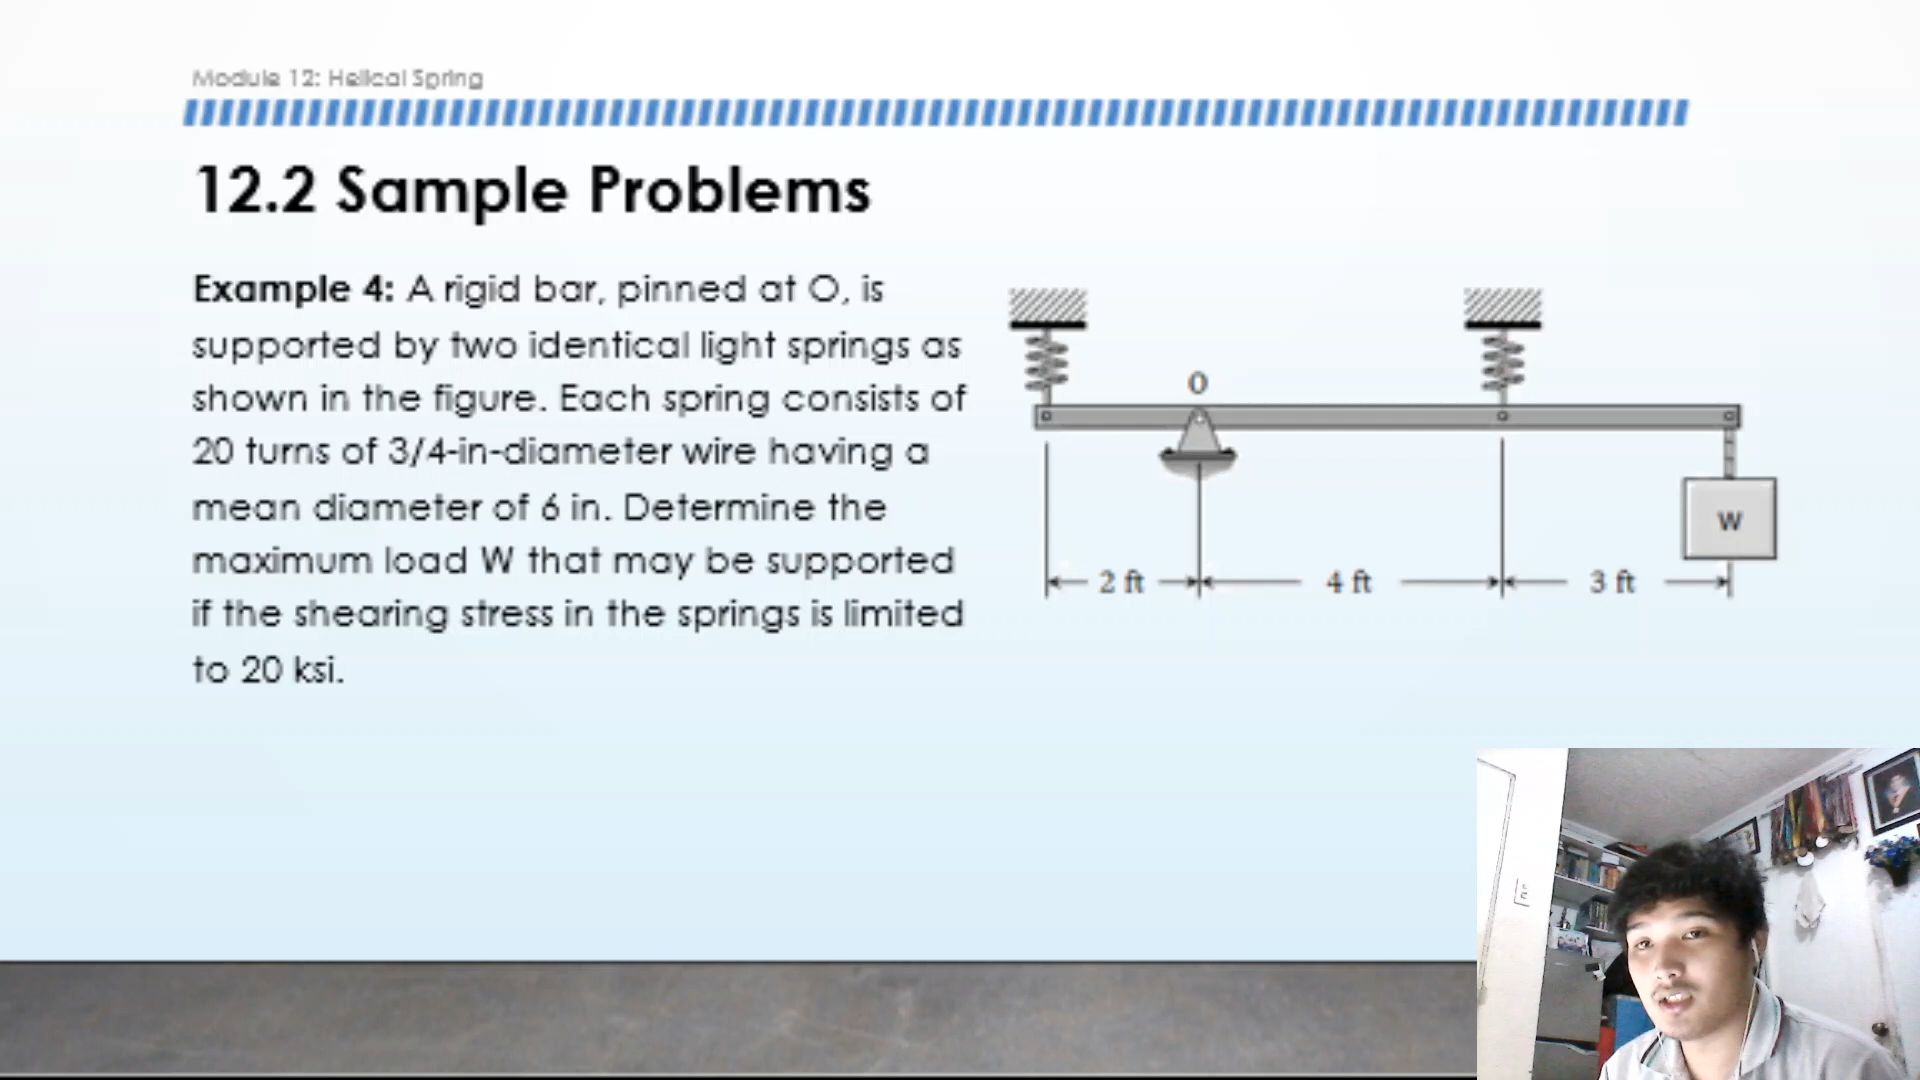 Module 12: Helical Spring
12.2 Sample Problems
Example 4: A rigid bar, pinned at O, is
supported by two identical light springs as
shown in the figure. Each spring consists of
20 turns of 3/4-in-diameter wire having a
mean diameter of 6 in. Determine the
maximum load W that may be supported
if the shearing stress in the springs is limited
to 20 ksi.
O
W
2 ft
4 ft
3 ft